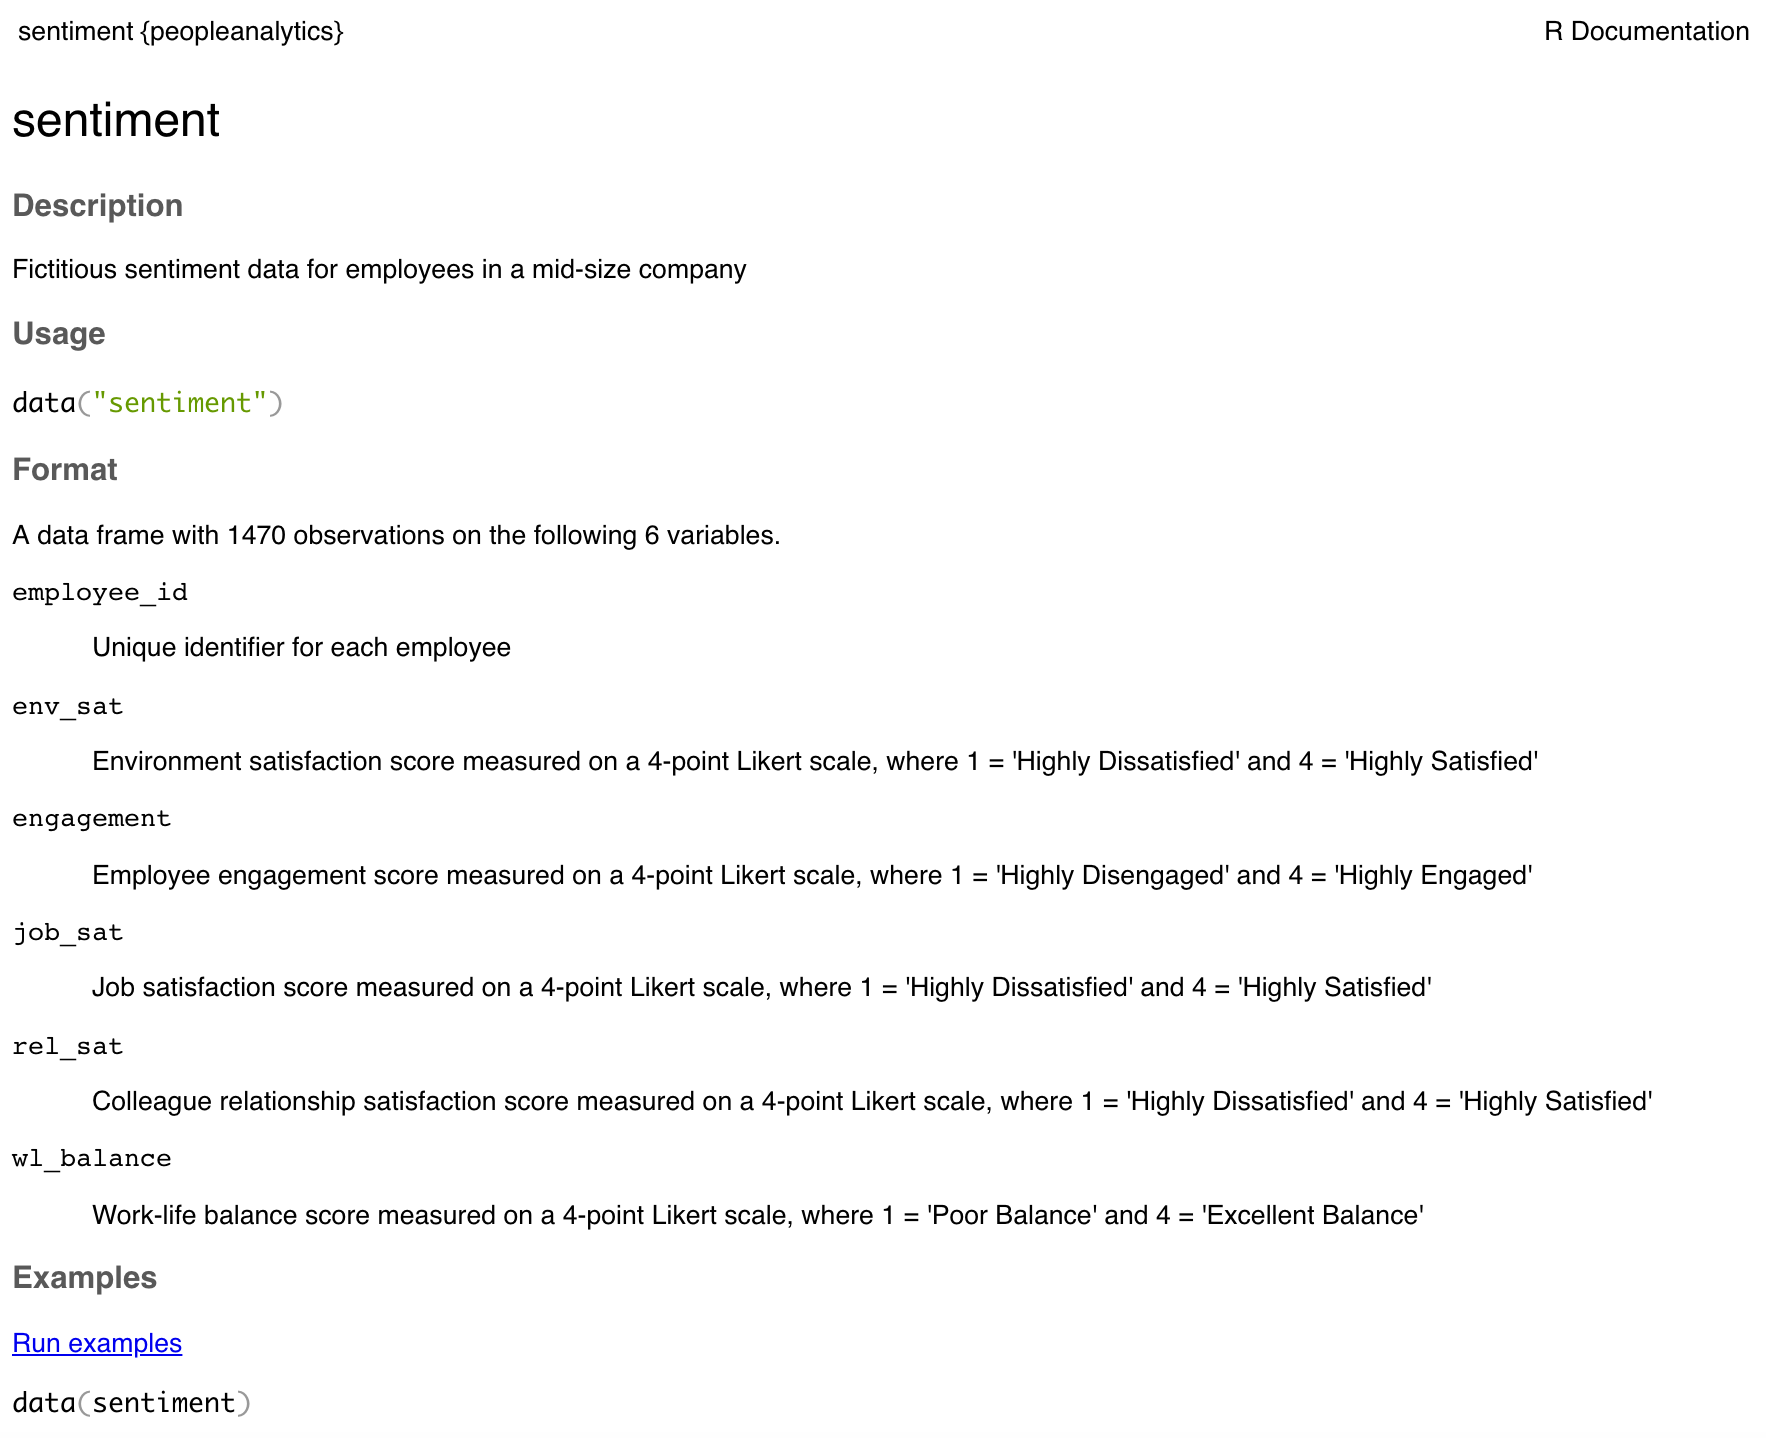 sentiment {peopleanalytics}
R Documentation
sentiment
Description
Fictitious sentiment data for employees in a mid-size company
Usage
data("sentiment")
Format
A data frame with 1470 observations on the following 6 variables.
employee_id
Unique identifier for each employee
env_sat
Environment satisfaction score measured on a 4-point Likert scale, where 1 = 'Highly Dissatisfied' and 4 = 'Highly Satisfied'
engagement
Employee engagement score measured on a 4-point Likert scale, where 1 = 'Highly Disengaged' and 4 = 'Highly Engaged'
job_sat
Job satisfaction score measured on a 4-point Likert scale, where 1 = 'Highly Dissatisfied' and 4 = 'Highly Satisfied'
rel_sat
Colleague relationship satisfaction score measured on a 4-point Likert scale, where 1 = 'Highly Dissatisfied' and 4 = 'Highly Satisfied'
wl_balance
Work-life balance score measured on a 4-point Likert scale, where 1 = 'Poor Balance' and 4 = 'Excellent Balance'
Examples
Run examples
data(sentiment)